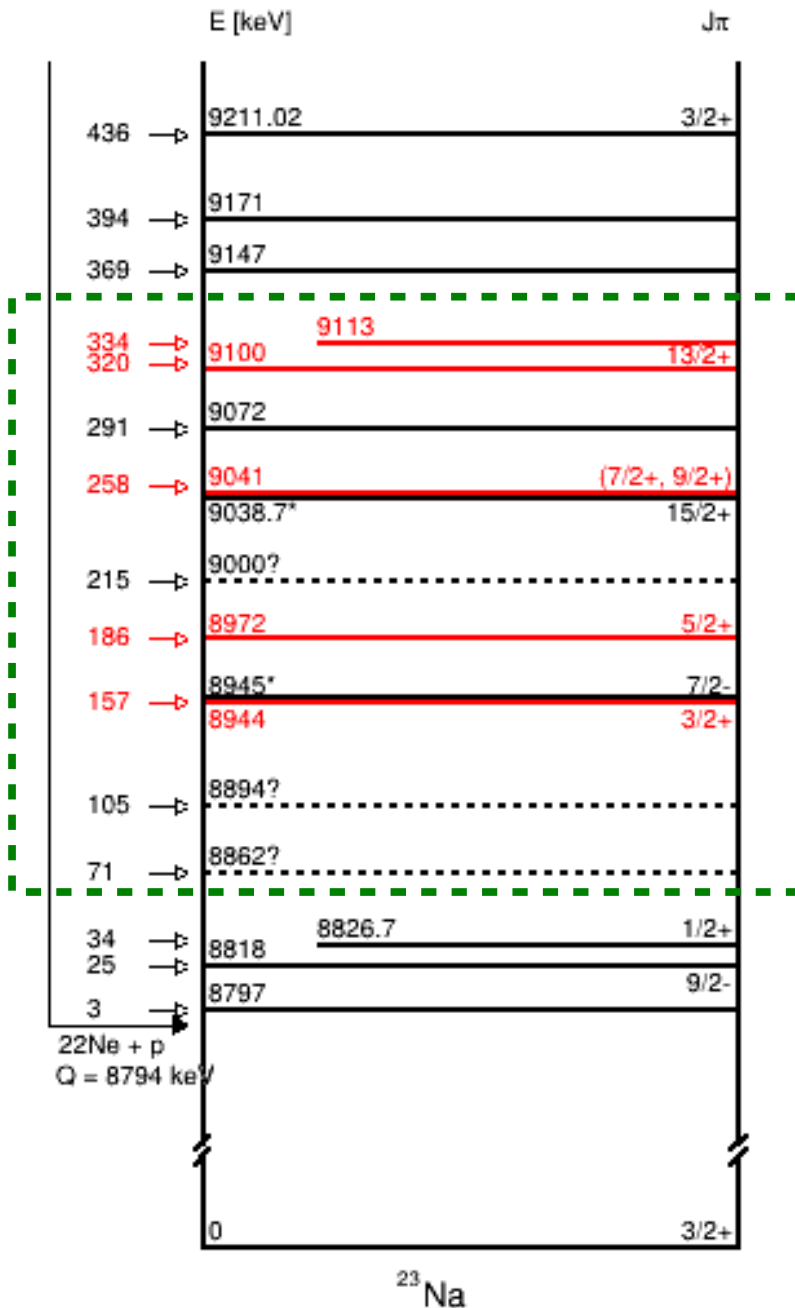 E [keV] Jπ
436 9211.02 3/2+
394 9171
369 9147
334 9113
320 9100 13/2+
291 9072
258 9041 (7/2+, 9/2+)
9038.7* 15/2+
215 9000?
186 8972 5/2+
8945* 7/2-
157 8944 3/2+
105 8894?
71 8862?
34 8826.7 1/2+
25 8818
9/2-
3 8797
22Ne + p
Q = 8794 keV
0 3/2+
23Na